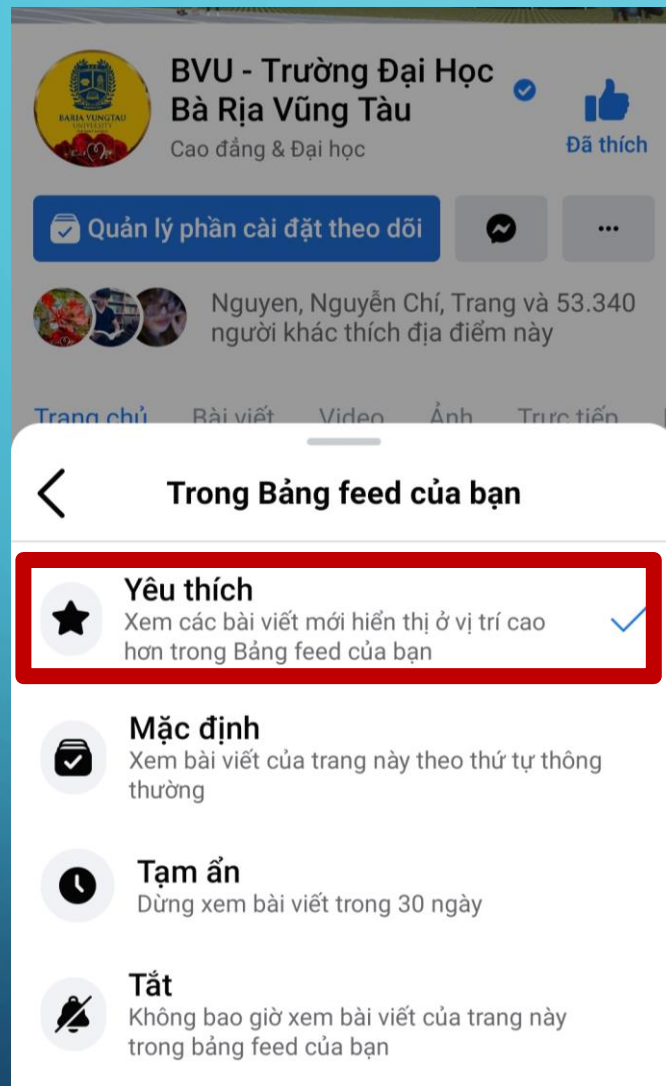 BARIA VUNGTAU
UNIVERSITY
BVU - Trường Đại Học
Bà Rịa Vũng Tàu
Cao đẳng & Đại học
Đã thích
Quản lý phần cài đặt theo dõi
Nguyen, Nguyễn Chí, Trang và 53.340
người khác thích địa điểm này
Trang chủ Bài viết Video Ảnh Trực tiếp
Trong Bảng feed của bạn
Yêu thích
Xem các bài viết mới hiển thị ở vị trí cao
hơn trong Bảng feed của bạn
Mặc định
Xem bài viết của trang này theo thứ tự thông
thường
Tạm ẩn
Dừng xem bài viết trong 30 ngày
Tắt
Không bao giờ xem bài viết của trang này
trong bảng feed của bạn